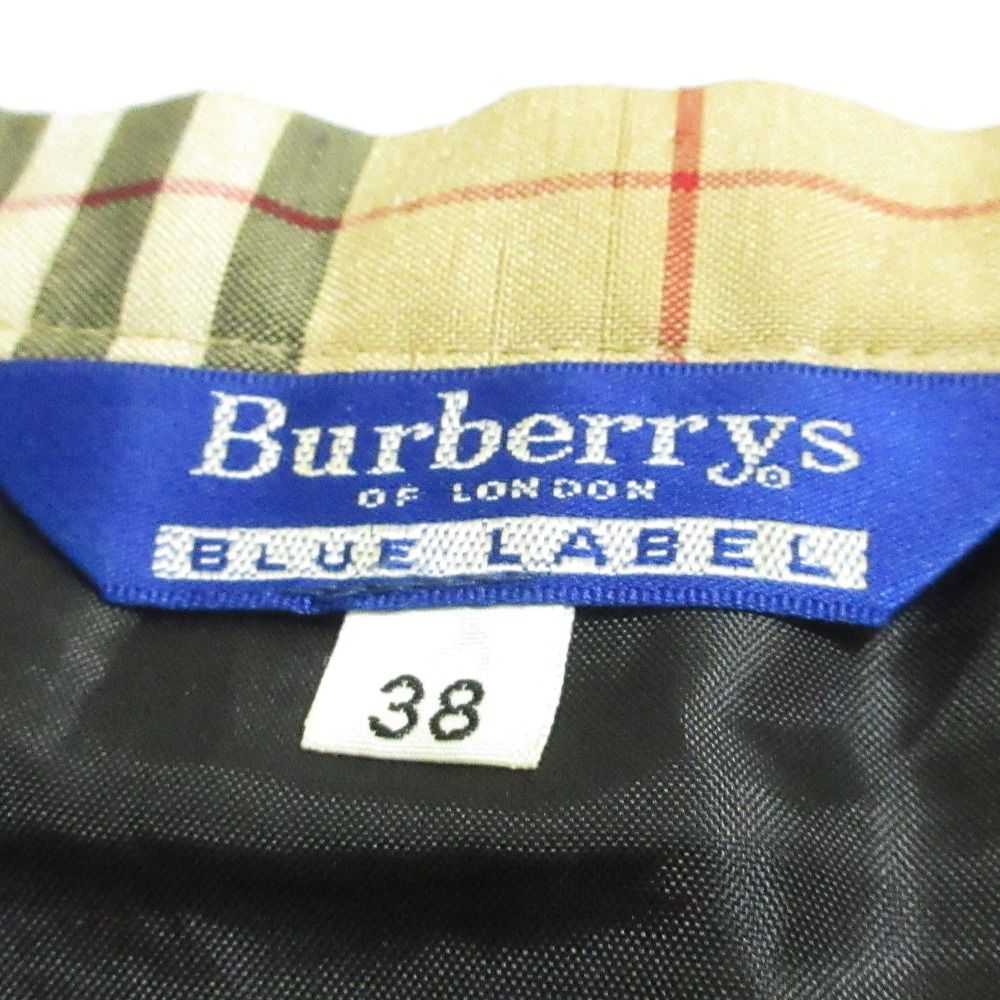 Burberrys
OF LONDON
BLUE LABEL
38